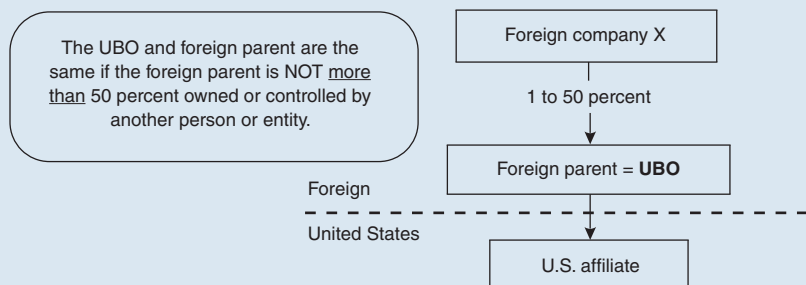 The UBO and foreign parent are the
same if the foreign parent is NOT more
than 50 percent owned or controlled by
another person or entity.
Foreign company X
1 to 50 percent
Foreign parent = UBO
Foreign
United States
U.S. affiliate